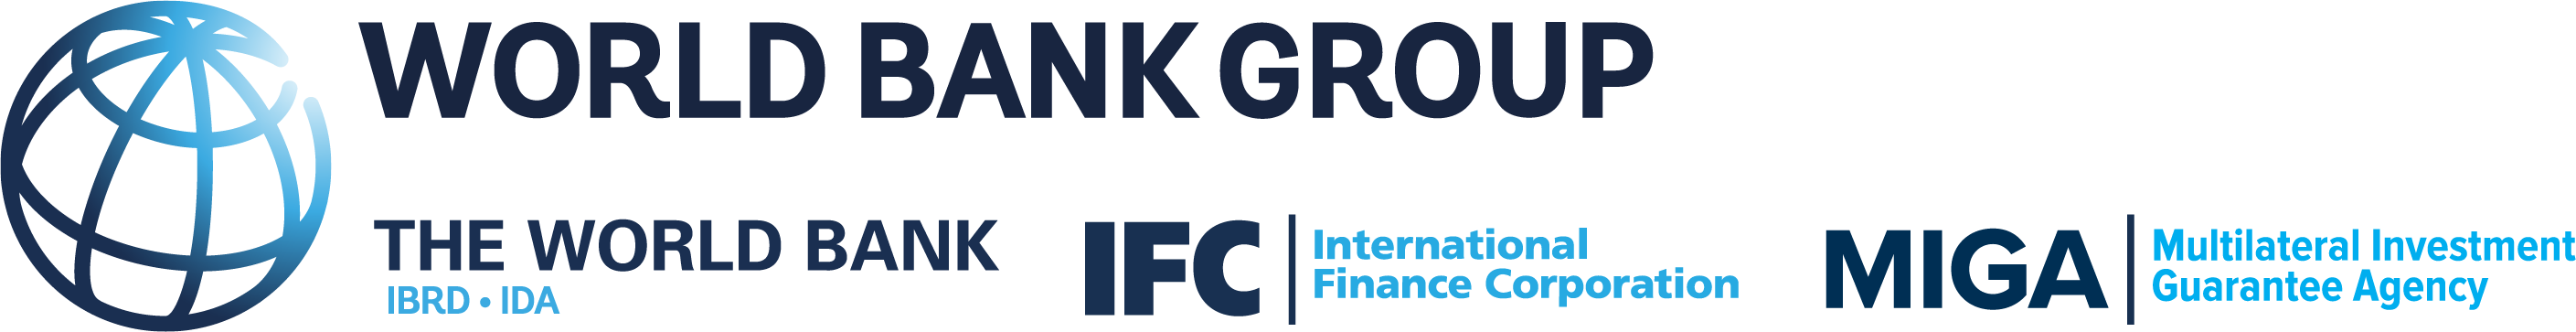 WORLD BANK GROUP
THE WORLD BANK
IBRD • IDA
IFC
International
Finance Corporation
MIGA
Multilateral Investment
Guarantee Agency